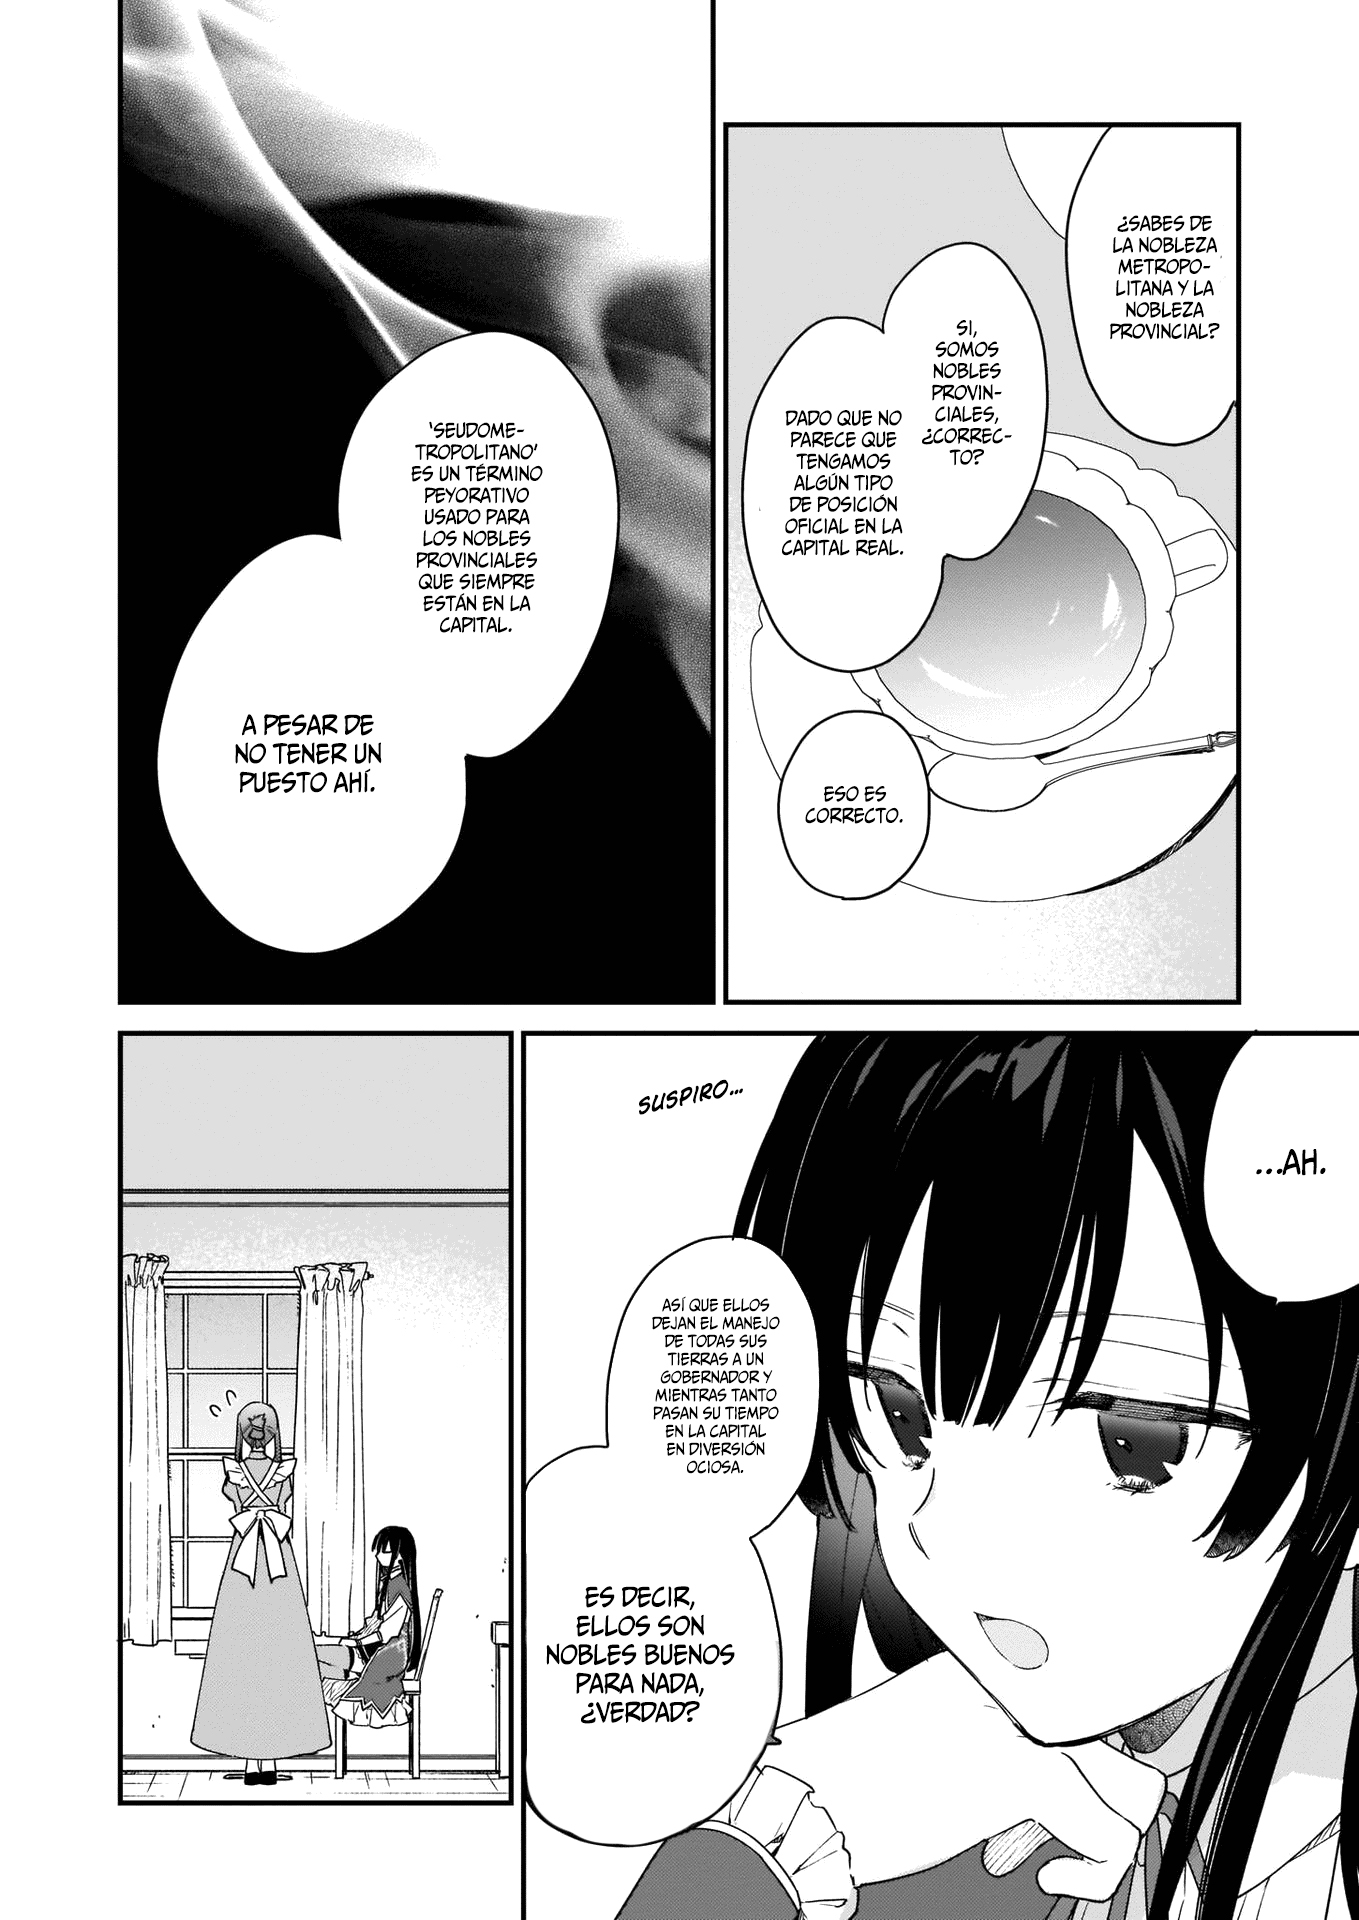 ¿SABES DE
LA NOBLEZA
METROPO-
LITANA Y LA
NOBLEZA
PROVINCIAL?
SI,
SOMOS
NOBLES
PROVIN-
CIALES,
¿CORREC-
TO?
DADO QUE NO
PARECE QUE
TENGAMOS
ALGÚN TIPO
DE POSICIÓN
OFICIAL EN LA
CAPITAL REAL.
ESO ES
CORRECTO.
'SEUDOME-
TROPOLITANO'
ES UN TÉRMINO
PEYORATIVO
USADO PARA
LOS NOBLES
PROVINCIALES
QUE SIEMPRE
ESTÁN EN LA
CAPITAL.
A PESAR DE
NO TENER UN
PUESTO AHÍ.
...AH.
SUSPIRO...
ASÍ QUE ELLOS
DEJAN EL MANEJO
DE TODAS SUS
TIERRAS A UN
GOBERNADOR Y
MIENTRAS TANTO
PASAN SU TIEMPO
EN LA CAPITAL
EN DIVERSIÓN
OCIOSA.
ES DECIR,
ELLOS SON
NOBLES BUENOS
PARA NADA,
¿VERDAD?